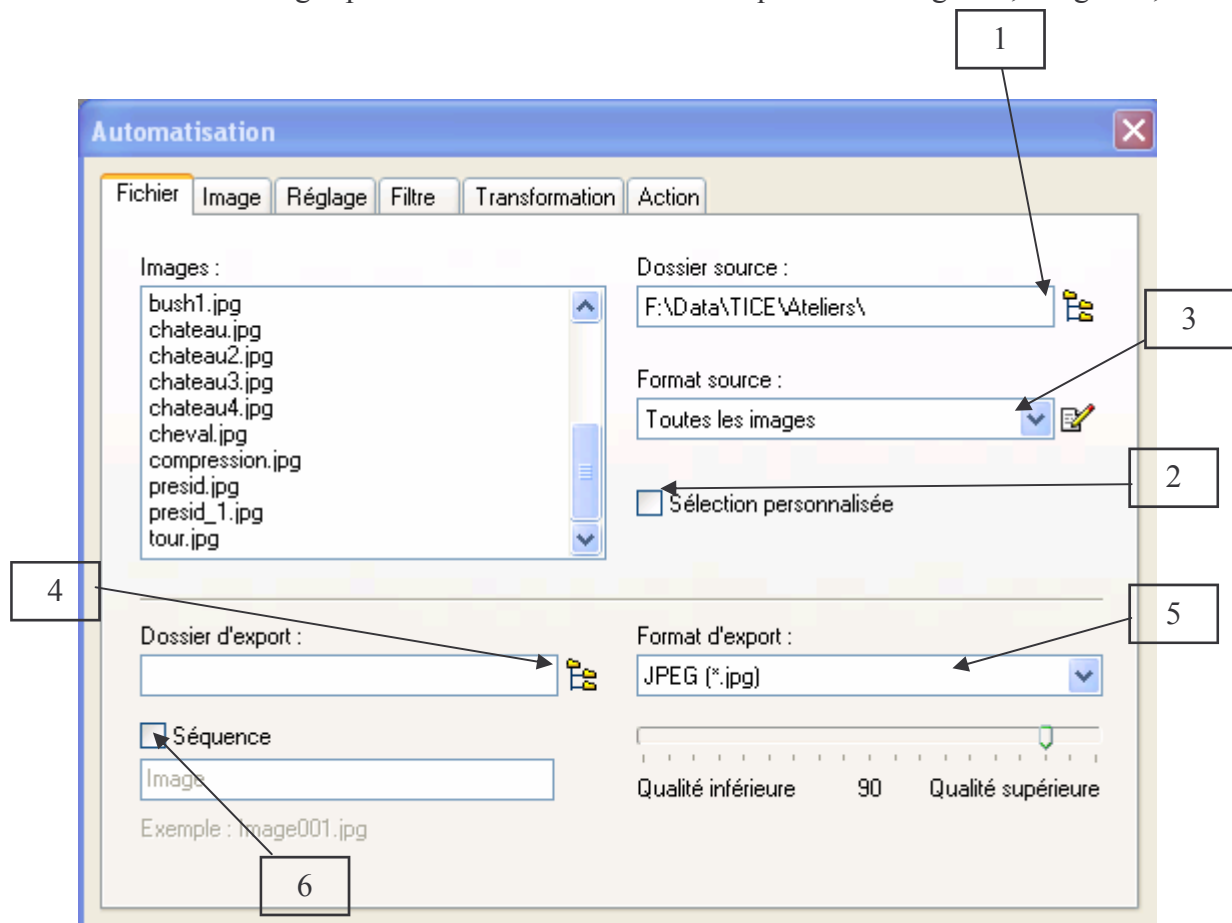 1
Automatisation
Fichier Image Réglage Filtre Transformation Action
Images :
bush1.jpg
chateau.jpg
chateau2.jpg
chateau3.jpg
chateau4.jpg
cheval.jpg
compression.jpg
presid.jpg
presid_1.jpg
tour.jpg
Dossier source :
F:\Data\TICE\Ateliers\
3
Format source :
Toutes les images
2
Sélection personnalisée
4
5
Dossier d'export :
Format d'export :
JPEG (*.jpg)
Séquence
Image
Exemple : Image001.jpg
Qualité inférieure 90 Qualité supérieure
6